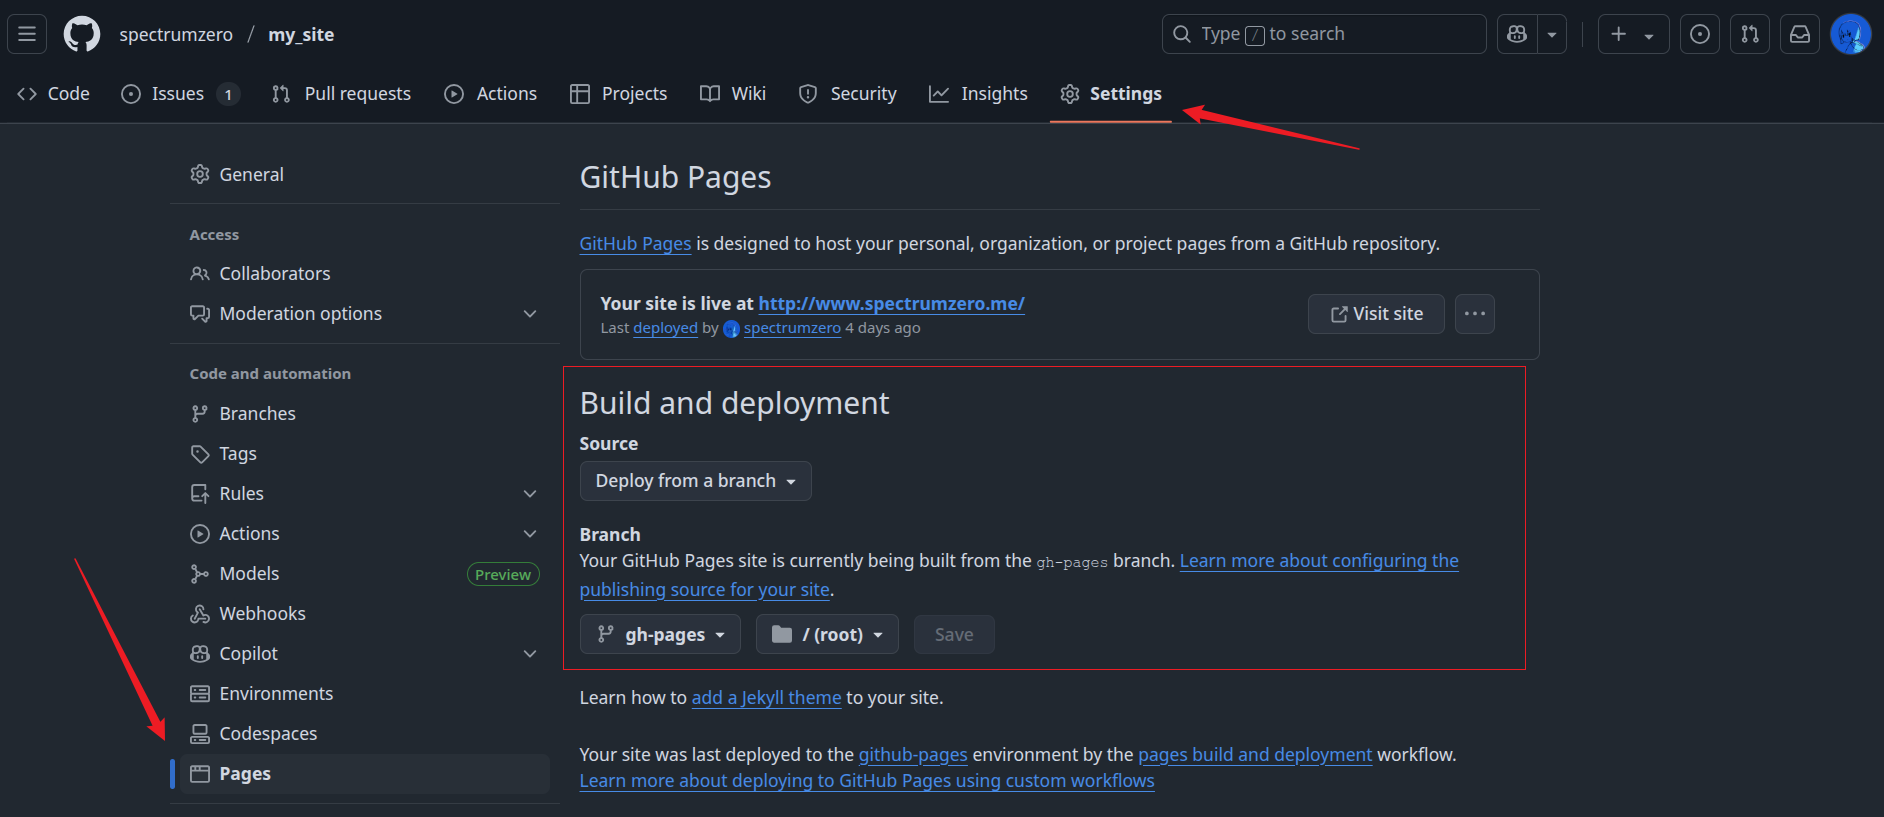 spectrumzero / my_site
Type / to search
Code Issues 1 Pull requests Actions Projects Wiki Security Insights Settings
General
Access
Collaborators
Moderation options
Code and automation
Branches
Tags
Rules
Actions
Models Preview
Webhooks
Copilot
Environments
Codespaces
Pages
GitHub Pages
GitHub Pages is designed to host your personal, organization, or project pages from a GitHub repository.
Your site is live at http://www.spectrumzero.me/
Last deployed by spectrumzero 4 days ago
Visit site
Build and deployment
Source
Deploy from a branch
Branch
Your GitHub Pages site is currently being built from the gh-pages branch. Learn more about configuring the
publishing source for your site.
gh-pages / (root) Save
Learn how to add a Jekyll theme to your site.
Your site was last deployed to the github-pages environment by the pages build and deployment workflow.
Learn more about deploying to GitHub Pages using custom workflows